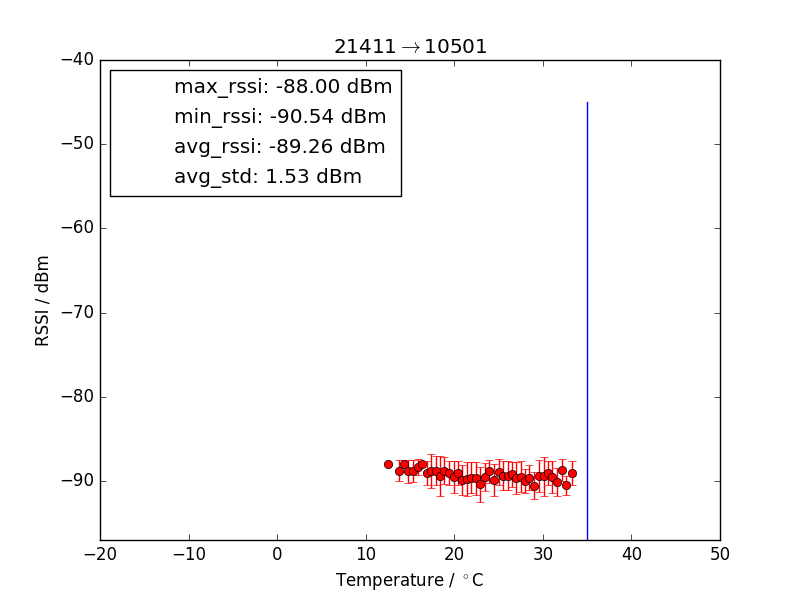 21411→10501
max_rssi: -88.00 dBm
min_rssi: -90.54 dBm
avg_rssi: -89.26 dBm
avg_std: 1.53 dBm
RSSI / dBm
−40
−50
−60
−70
−80
−90
−20 −10 0 10 20 30 40 50
Temperature / °C